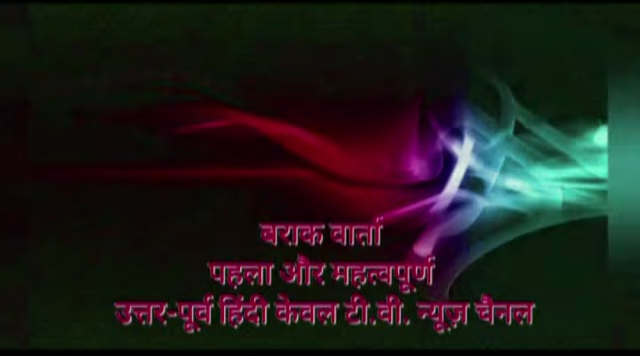 बराक वार्ता
पहला और महत्वपूर्ण
उत्तर-पूर्व हिंदी केवल टी.वी. न्यूज़ चैनल